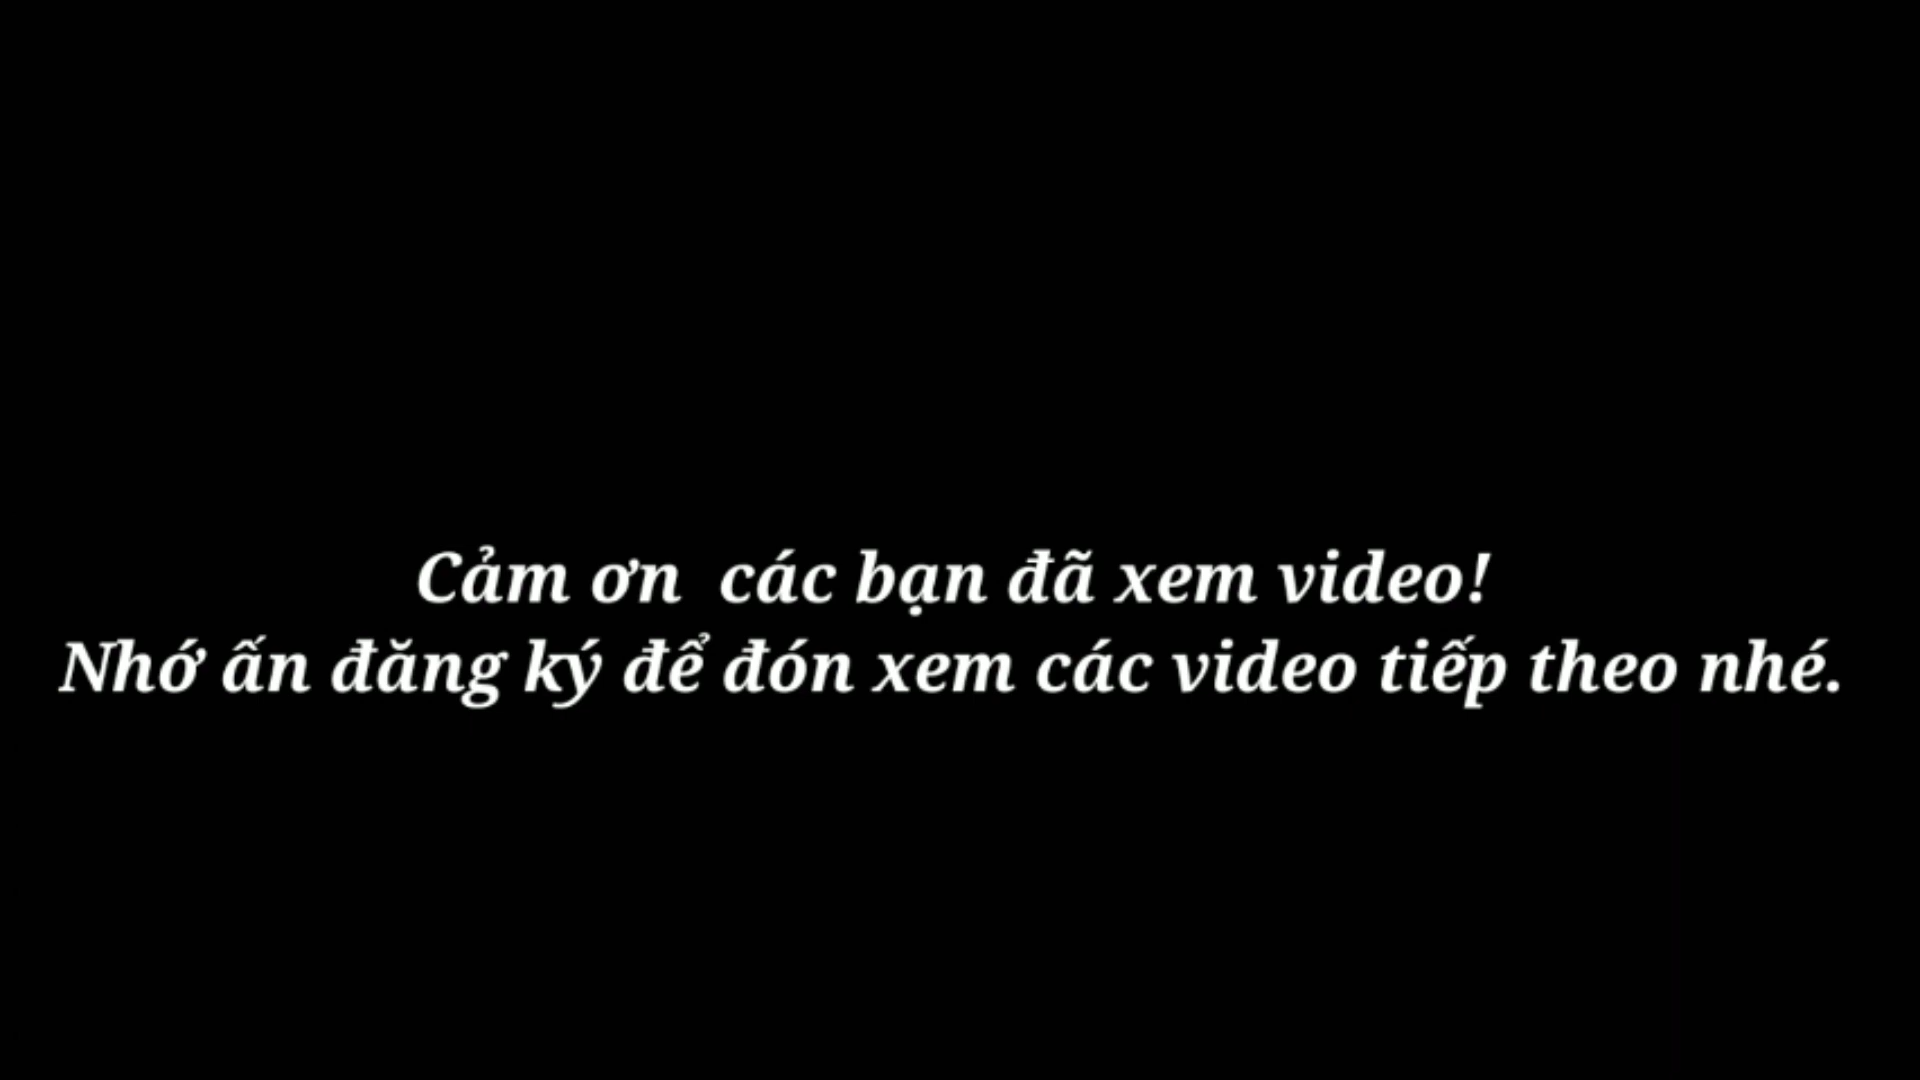 Cảm ơn  các bạn đã xem video!
Nhớ ấn đăng ký để đón xem các video tiếp theo nhé.